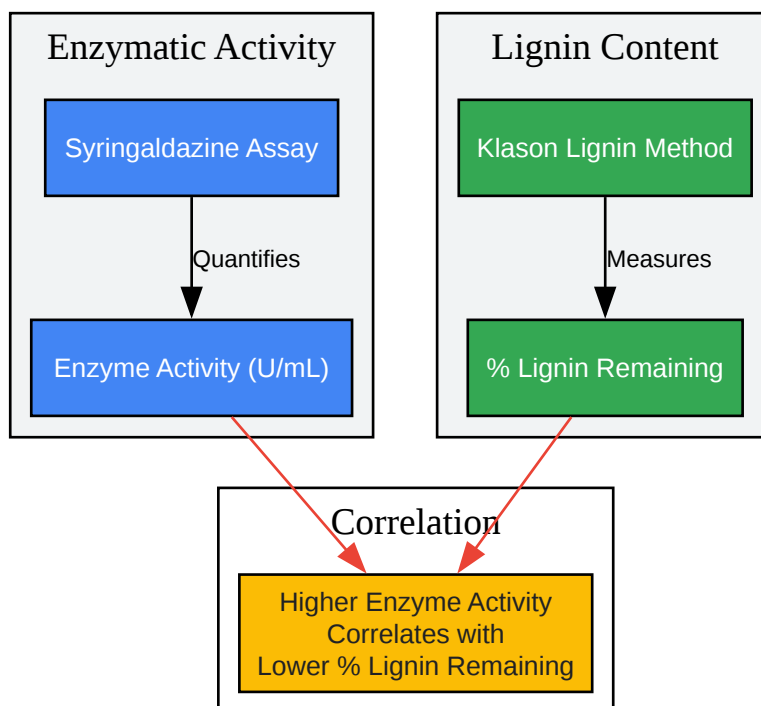 Enzymatic Activity
Syringaldazine Assay
Quantifies
Enzyme Activity (U/mL)
Lignin Content
Klason Lignin Method
Measures
% Lignin Remaining
Correlation
Higher Enzyme Activity
Correlates with
Lower % Lignin Remaining